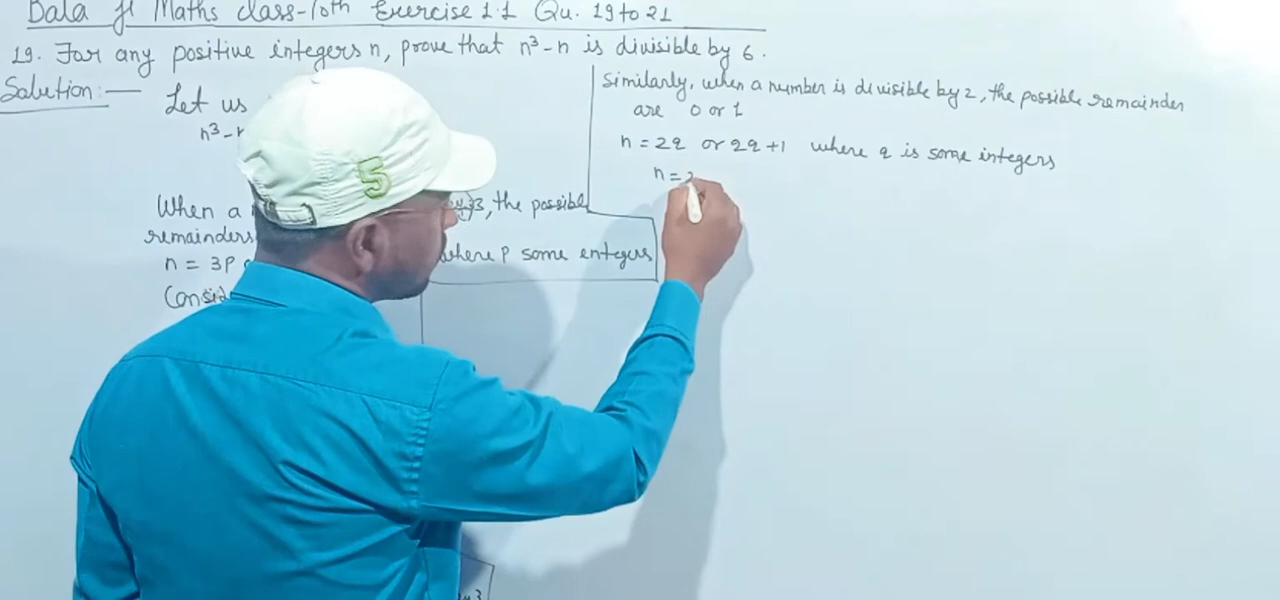 Bala ji Maths class-10th Exercise 1.1 Qu. 19 to 21
19. For any positive integers n, prove that n³-n is divisible by 6.
Solution:—
Let us
n³-
When a
by 3, the possible
remainders
n = 3P
where P some entegers
Consid
Similarly, when a number is divisible by 2, the possible remainder
are 0 or 1
n = 2q or 2q+1 where q is some integers
n = 2
5